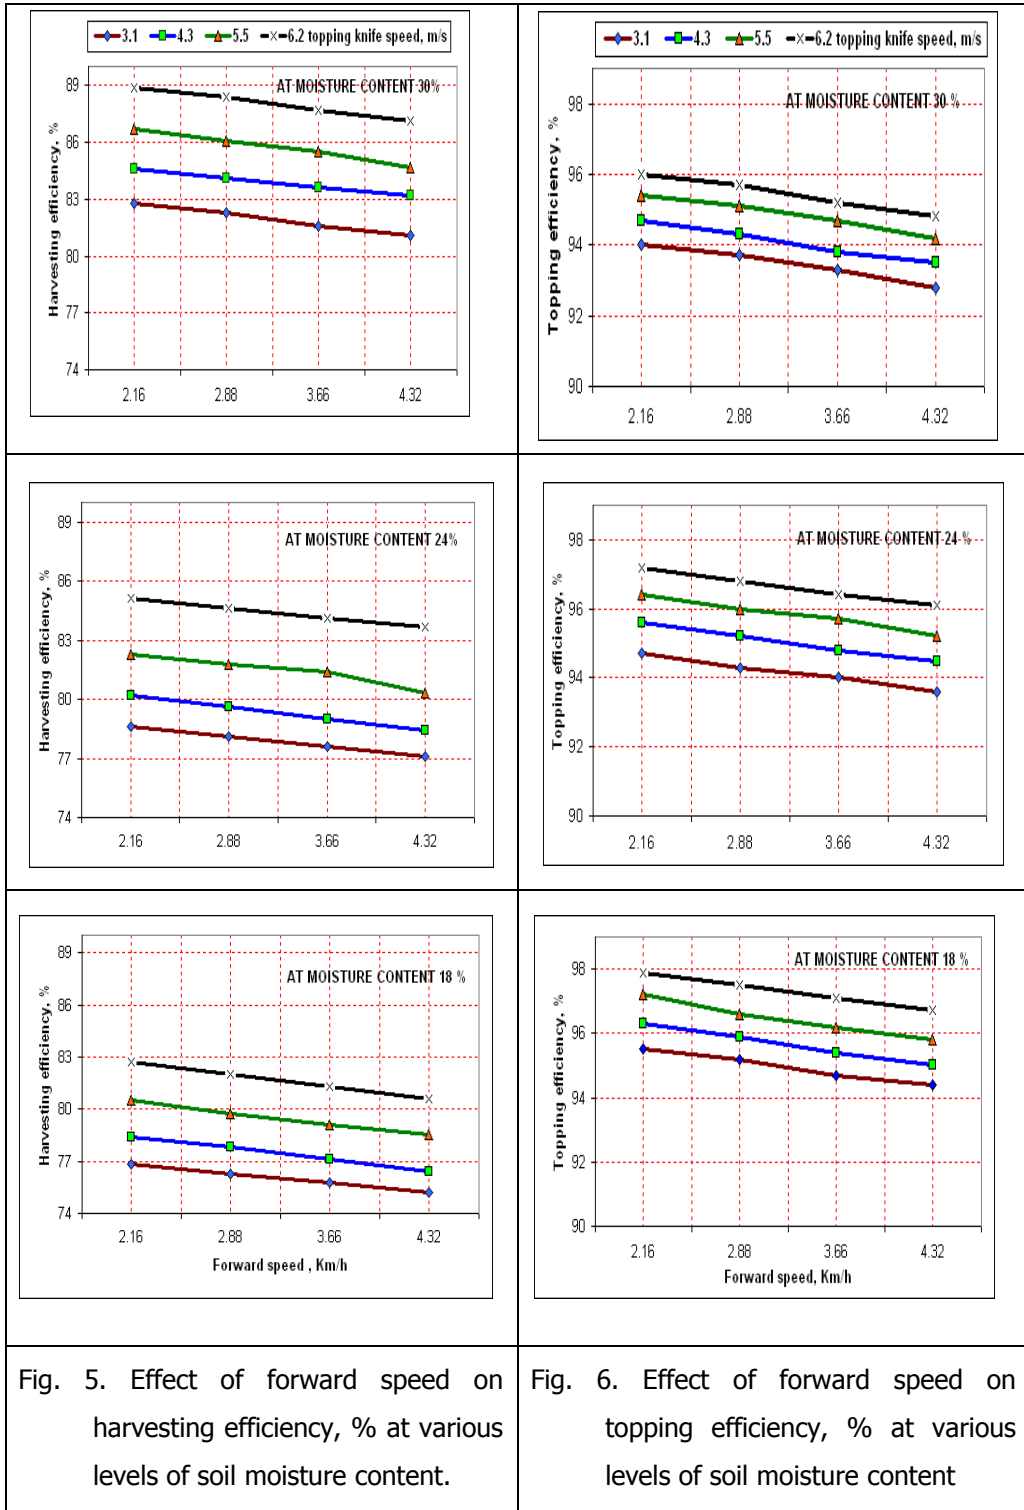 3.1 4.3 5.5 6.2 topping knife speed, m/s
AT MOISTURE CONTENT 30%
Harvesting efficiency, %
89
86
83
80
77
74
2.16 2.88 3.66 4.32
3.1 4.3 5.5 6.2 topping knife speed, m/s
AT MOISTURE CONTENT 30 %
Topping efficiency, %
98
96
94
92
90
2.16 2.88 3.66 4.32
AT MOISTURE CONTENT 24%
Harvesting efficiency, %
89
86
83
80
77
74
2.16 2.88 3.66 4.32
AT MOISTURE CONTENT 24 %
Topping efficiency, %
98
96
94
92
90
2.16 2.88 3.66 4.32
AT MOISTURE CONTENT 18 %
Harvesting efficiency, %
89
86
83
80
77
74
2.16 2.88 3.66 4.32
Forward speed , Km/h
AT MOISTURE CONTENT 18 %
Topping efficiency, %
98
96
94
92
90
2.16 2.88 3.66 4.32
Forward speed, Km/h
Fig. 5. Effect of forward speed on
harvesting efficiency, % at various
levels of soil moisture content.
Fig. 6. Effect of forward speed on
topping efficiency, % at various
levels of soil moisture content